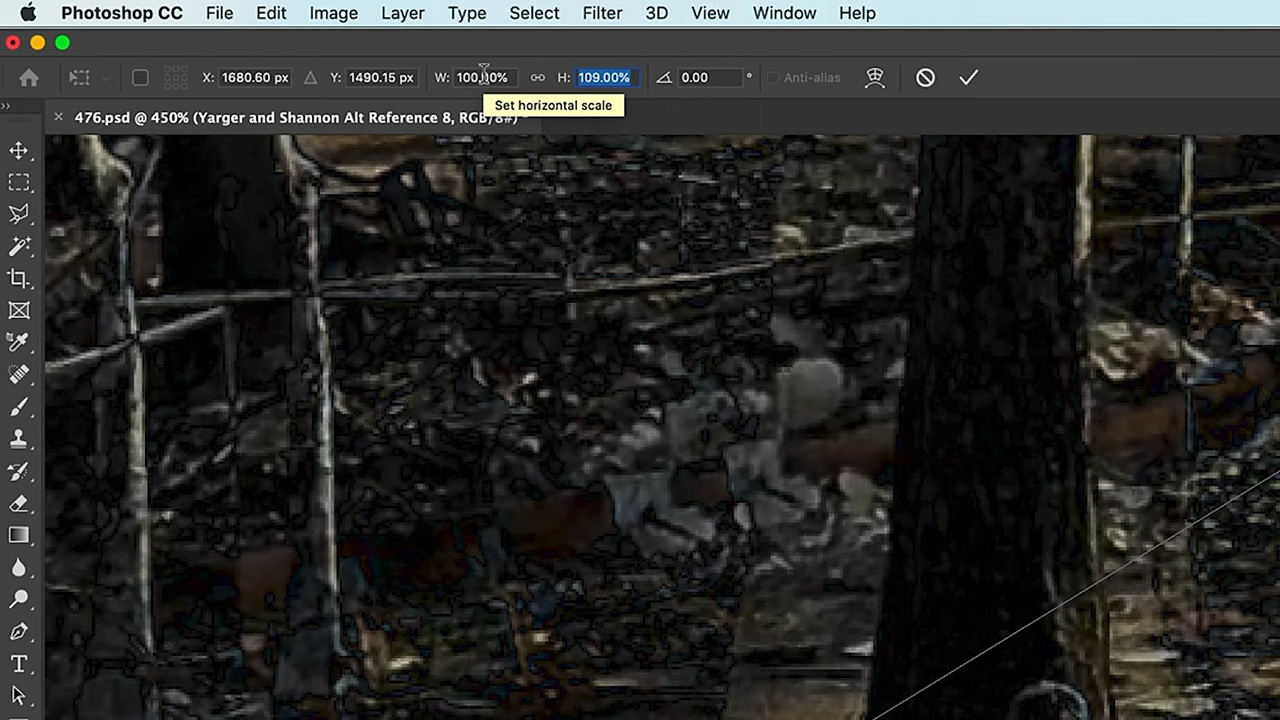 Photoshop CC File Edit Image Layer Type Select Filter 3D View Window Help
X: 1680.60 px Y: 1490.15 px W: 100.00% H: 109.00% 0.00 ° Anti-alias
Set horizontal scale
× 476.psd @ 450% (Yarger and Shannon Alt Reference 8, RGB/8#) *